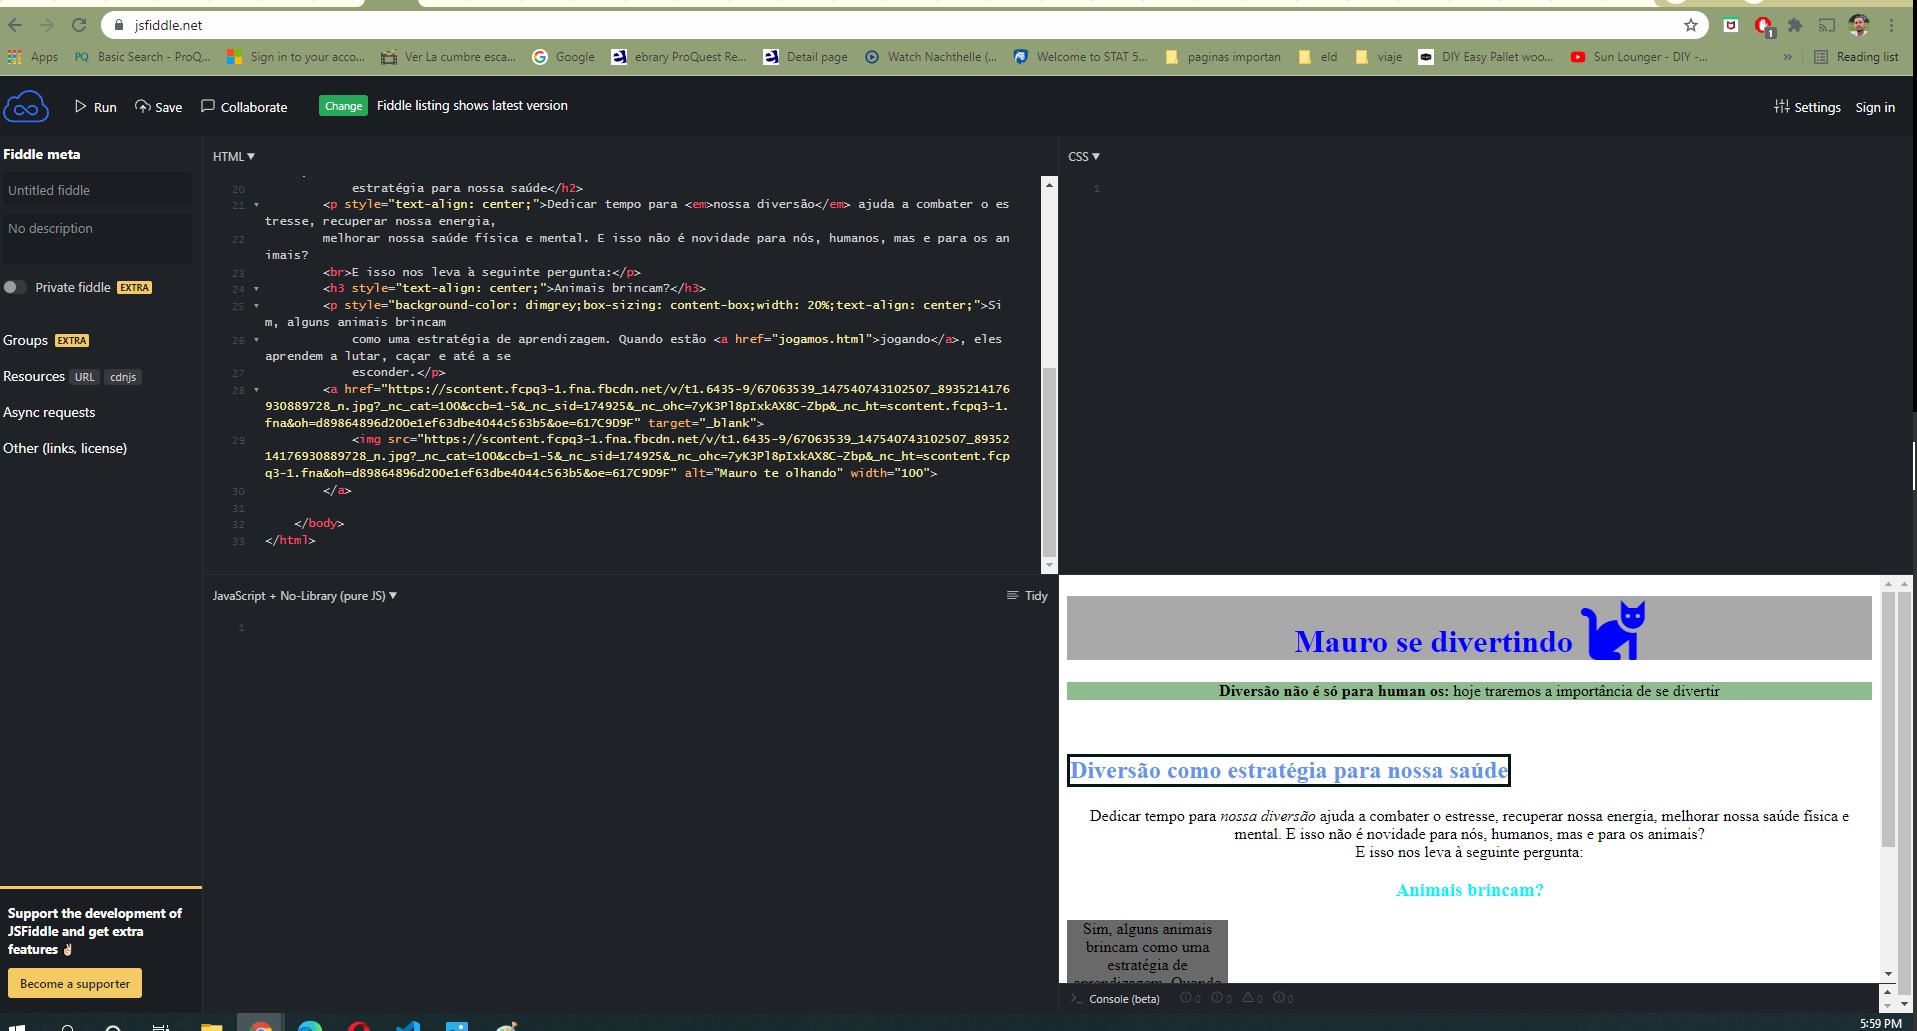 jsfiddle.net
Apps
PQ Basic Search - ProQ...
Sign in to your acco...
Ver La cumbre esca...
Google
ebrary ProQuest Re...
Detail page
Watch Nachthelle (...
Welcome to STAT 5...
paginas importan
eld
viaje
DIY Easy Pallet woo...
Sun Lounger - DIY -...
»
Reading list
Run
Save
Collaborate
Change
Fiddle listing shows latest version
Settings
Sign in
Fiddle meta
Untitled fiddle
No description
Private fiddle EXTRA
Groups EXTRA
Resources URL cdnjs
Async requests
Other (links, license)
Support the development of
JSFiddle and get extra
features ✌
Become a supporter
HTML ▼
20 estratégia para nossa saúde</h2>
21 <p style="text-align: center;">Dedicar tempo para <em>nossa diversão</em> ajuda a combater o es
tresse, recuperar nossa energia,
22 melhorar nossa saúde física e mental. E isso não é novidade para nós, humanos, mas e para os an
imais?
23 <br>E isso nos leva à seguinte pergunta:</p>
24 <h3 style="text-align: center;">Animais brincam?</h3>
25 <p style="background-color: dimgrey;box-sizing: content-box;width: 20%;text-align: center;">Si
m, alguns animais brincam
26 como uma estratégia de aprendizagem. Quando estão <a href="jogamos.html">jogando</a>, eles
aprendem a lutar, caçar e até a se
27 esconder.</p>
28 <a href="https://scontent.fcpq3-1.fna.fbcdn.net/v/t1.6435-9/67063539_147540743102507_8935214176
930889728_n.jpg?_nc_cat=100&ccb=1-5&_nc_sid=174925&_nc_ohc=7yK3Pl8pIxkAX8C-Zbp&_nc_ht=scontent.fcpq3-1.
fna&oh=d89864896d200e1ef63dbe4044c563b5&oe=617C9D9F" target="_blank">
29 <img src="https://scontent.fcpq3-1.fna.fbcdn.net/v/t1.6435-9/67063539_147540743102507_89352
14176930889728_n.jpg?_nc_cat=100&ccb=1-5&_nc_sid=174925&_nc_ohc=7yK3Pl8pIxkAX8C-Zbp&_nc_ht=scontent.fcp
q3-1.fna&oh=d89864896d200e1ef63dbe4044c563b5&oe=617C9D9F" alt="Mauro te olhando" width="100">
30 </a>
31
32 </body>
33 </html>
CSS ▼
1
JavaScript + No-Library (pure JS) ▼
Tidy
1
Mauro se divertindo
Diversão não é só para human os: hoje traremos a importância de se divertir
Diversão como estratégia para nossa saúde
Dedicar tempo para nossa diversão ajuda a combater o estresse, recuperar nossa energia, melhorar nossa saúde física e
mental. E isso não é novidade para nós, humanos, mas e para os animais?
E isso nos leva à seguinte pergunta:
Animais brincam?
Sim, alguns animais
brincam como uma
estratégia de
aprendizagem. Quando
>_ Console (beta) 0 0 0 0
5:59 PM